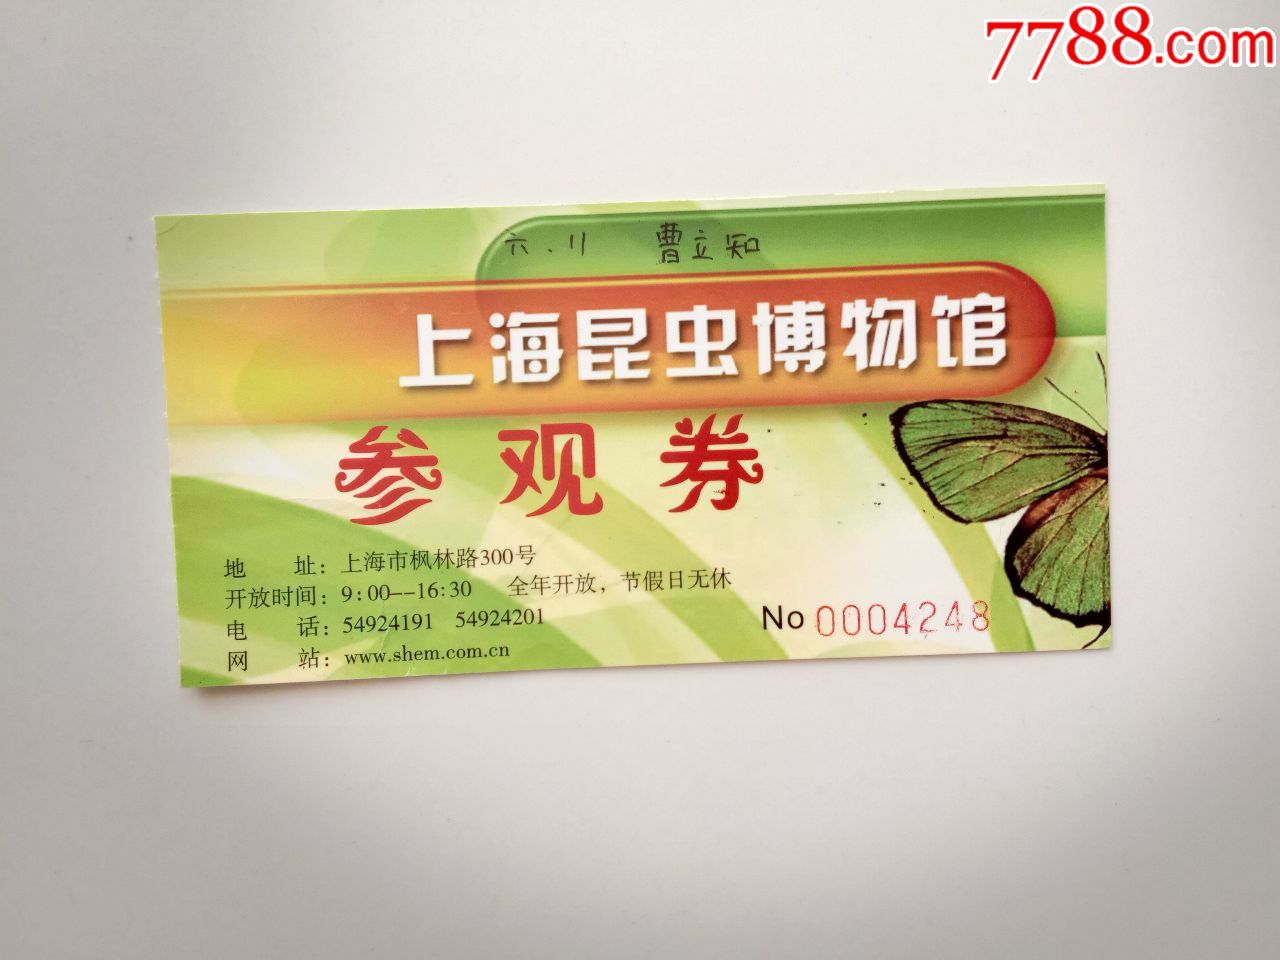 7788.com
六.11 曹立知
上海昆虫博物馆
参观券
地 址：上海市枫林路300号
开放时间：9:00--16:30 全年开放，节假日无休
电 话：54924191 54924201
网 站：www.shem.com.cn
No 0004248